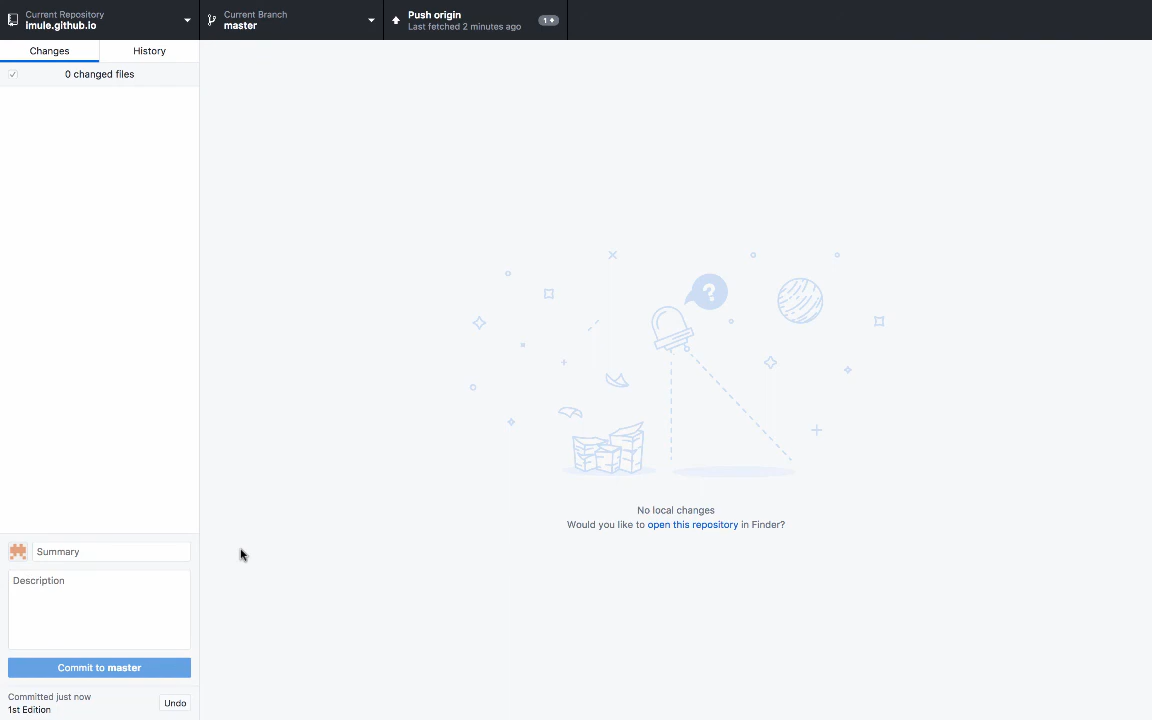 Current Repository
imule.github.io
Current Branch
master
Push origin
Last fetched 2 minutes ago
1
Changes
History
0 changed files
?
No local changes
Would you like to open this repository in Finder?
Summary
Description
Commit to master
Committed just now
1st Edition
Undo